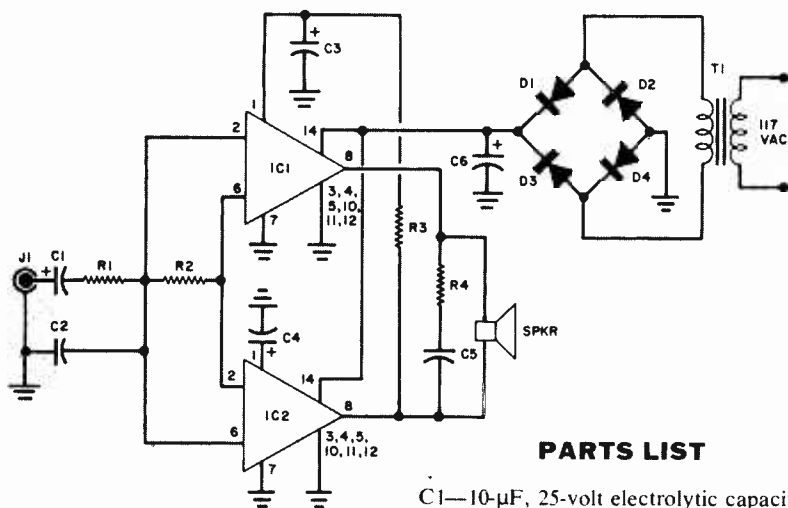 +
C3
1
2
14
IC1
8
6
3, 4,
5, 10,
11, 12
7
D1
D2
T1
117
VAC
+
C6
D3
D4
J1
+
C1
R1
R2
R3
R4
C2
C4
+
SPKR
C5
1
2
14
IC2
8
6
3, 4, 5,
10, 11, 12
7
PARTS LIST
C1—10-µF, 25-volt electrolytic capaci